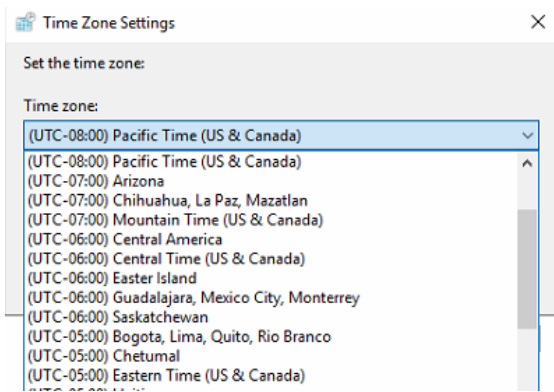 Time Zone Settings
Set the time zone:
Time zone:
(UTC-08:00) Pacific Time (US & Canada)
(UTC-08:00) Pacific Time (US & Canada)
(UTC-07:00) Arizona
(UTC-07:00) Chihuahua, La Paz, Mazatlan
(UTC-07:00) Mountain Time (US & Canada)
(UTC-06:00) Central America
(UTC-06:00) Central Time (US & Canada)
(UTC-06:00) Easter Island
(UTC-06:00) Guadalajara, Mexico City, Monterrey
(UTC-06:00) Saskatchewan
(UTC-05:00) Bogota, Lima, Quito, Rio Branco
(UTC-05:00) Chetumal
(UTC-05:00) Eastern Time (US & Canada)